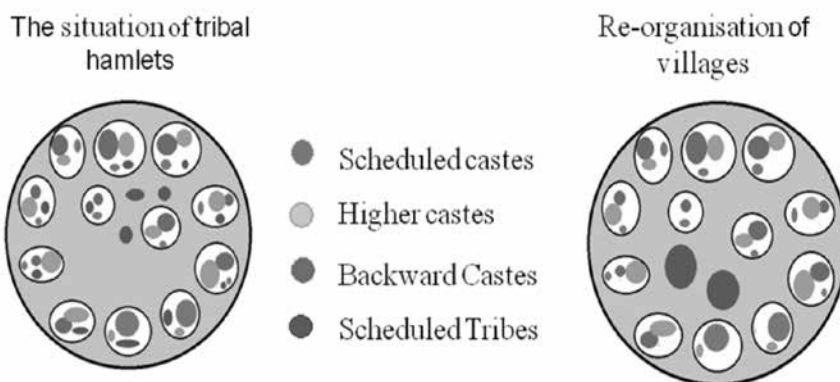 The situation of tribal
hamlets
Re-organisation of
villages
Scheduled castes
Higher castes
Backward Castes
Scheduled Tribes